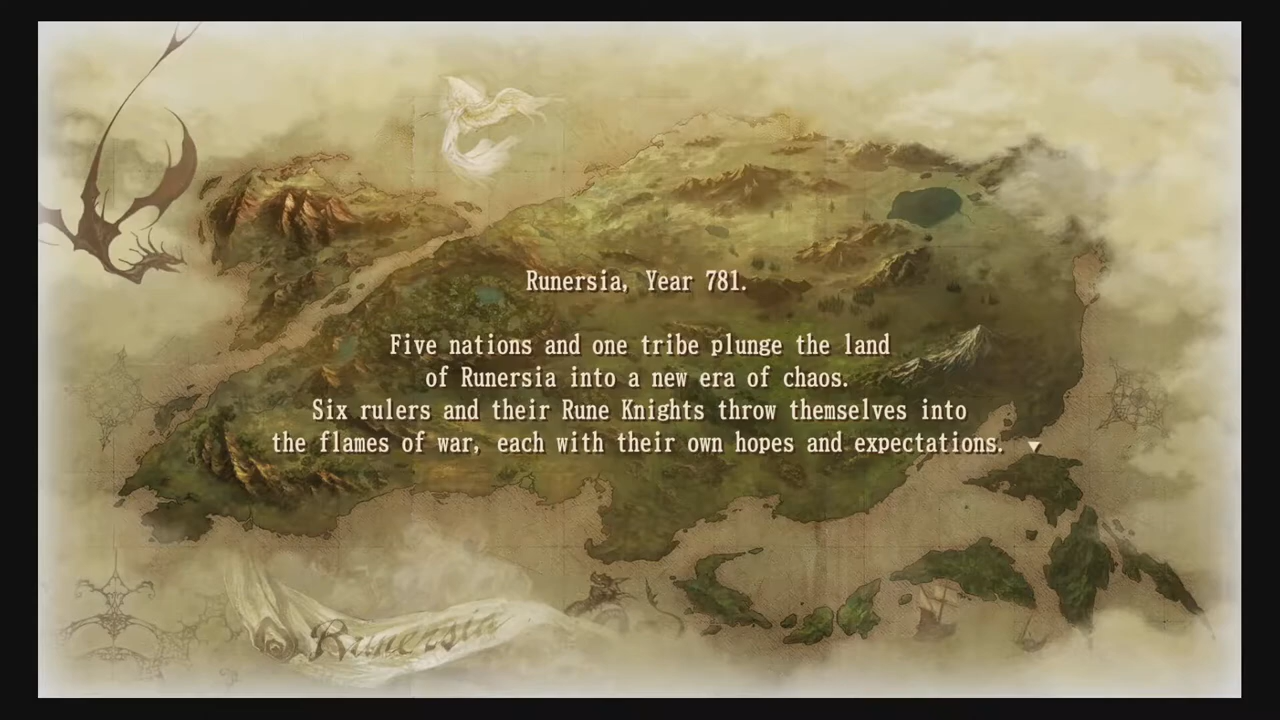 Runersia, Year 781.
Five nations and one tribe plunge the land
of Runersia into a new era of chaos.
Six rulers and their Rune Knights throw themselves into
the flames of war, each with their own hopes and expectations.
Runersia